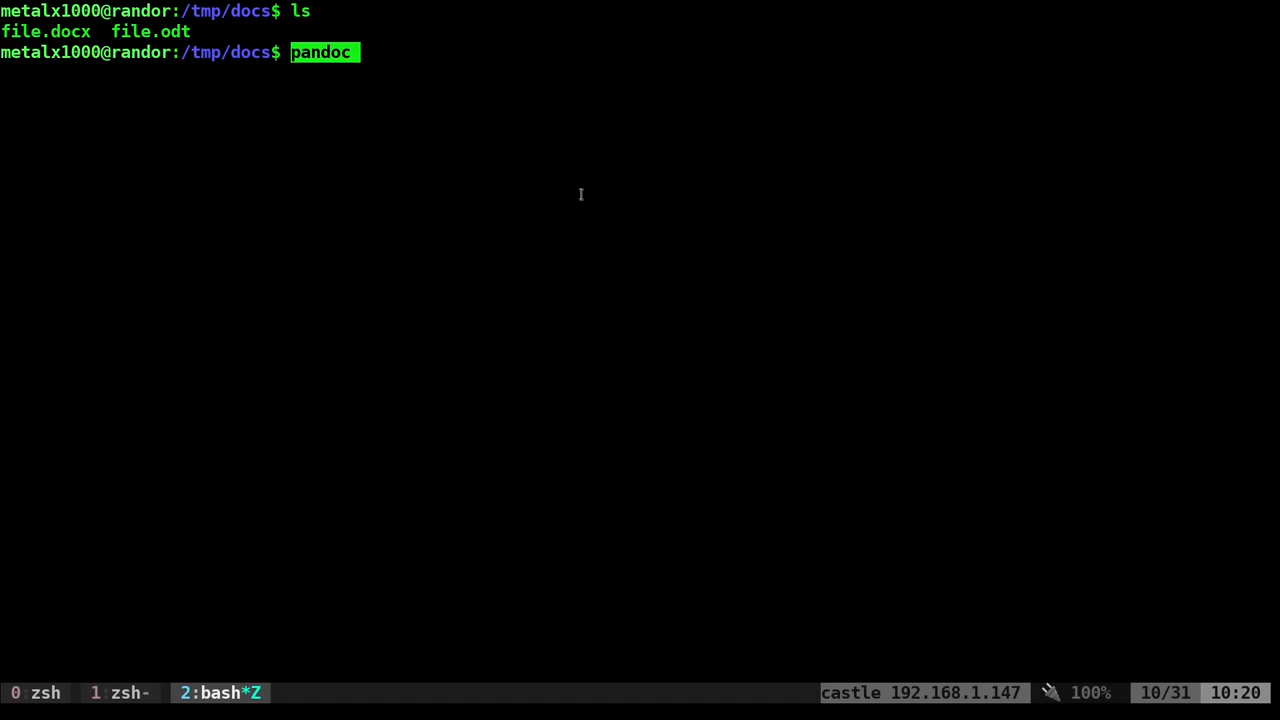 metalx1000@randor:/tmp/docs$ ls
file.docx  file.odt
metalx1000@randor:/tmp/docs$ pandoc
0 zsh  1 zsh-  2:bash*Z  castle 192.168.1.147  100%  10/31  10:20